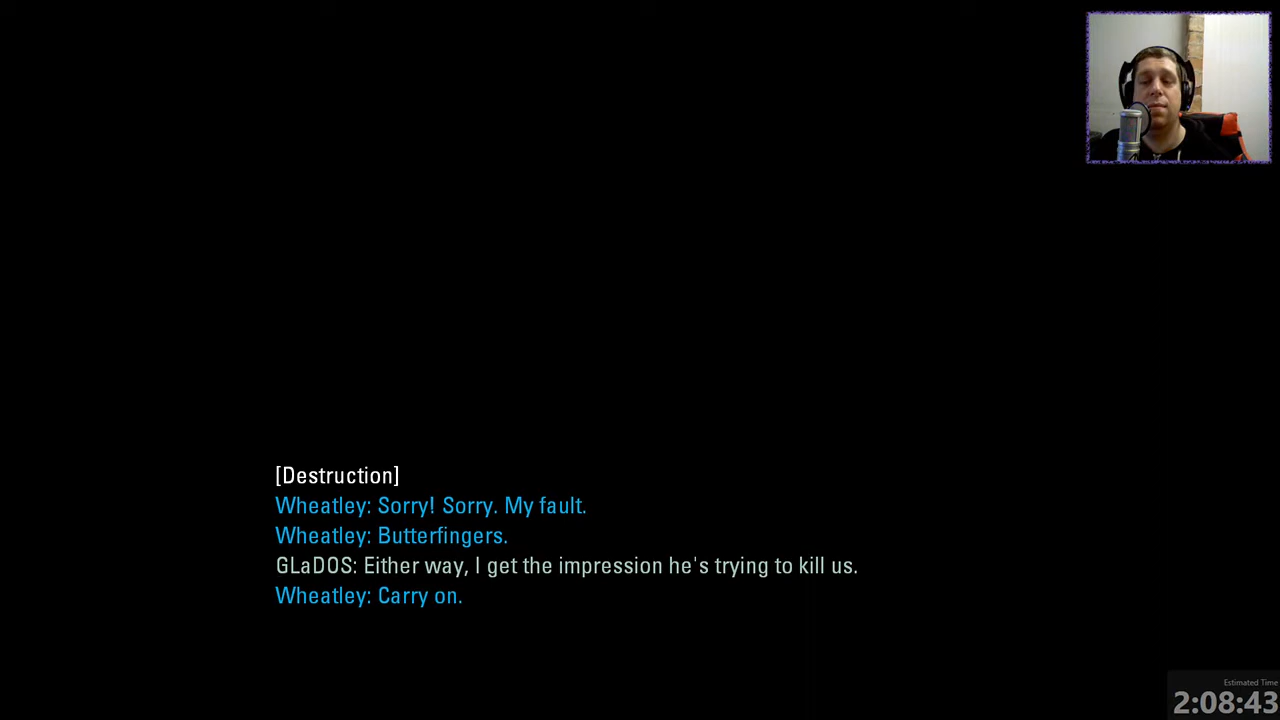 [Destruction]
Wheatley: Sorry! Sorry. My fault.
Wheatley: Butterfingers.
GLaDOS: Either way, I get the impression he's trying to kill us.
Wheatley: Carry on.
Estimated Time
2:08:43